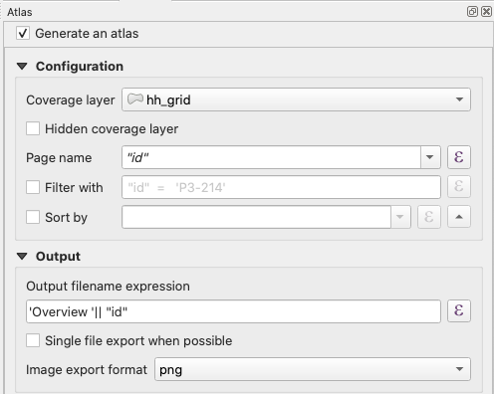 Atlas
Generate an atlas
Configuration
Coverage layer hh_grid
Hidden coverage layer
Page name "id" ε
Filter with "id" = 'P3-214' ε
Sort by ε
Output
Output filename expression
'Overview '|| "id" ε
Single file export when possible
Image export format png